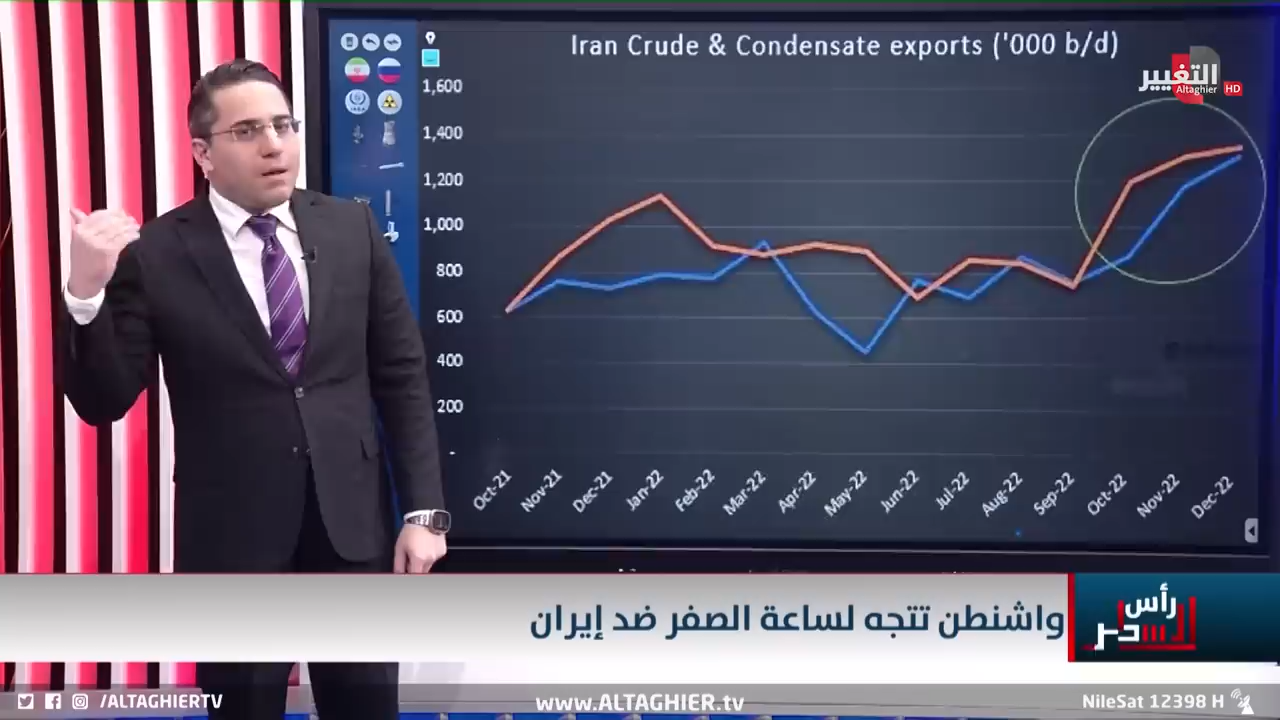 Iran Crude & Condensate exports ('000 b/d)
التغيير
Altaghier HD
1,600
1,400
1,200
1,000
800
600
400
200
-
Oct-21
Nov-21
Dec-21
Jan-22
Feb-22
Mar-22
Apr-22
May-22
Jun-22
Jul-22
Aug-22
Sep-22
Oct-22
Nov-22
Dec-22
IAEA
واشنطن تتجه لساعة الصفر ضد إيران
رأس
السطر
/ALTAGHIERTV
www.ALTAGHIER.tv
NileSat 12398 H